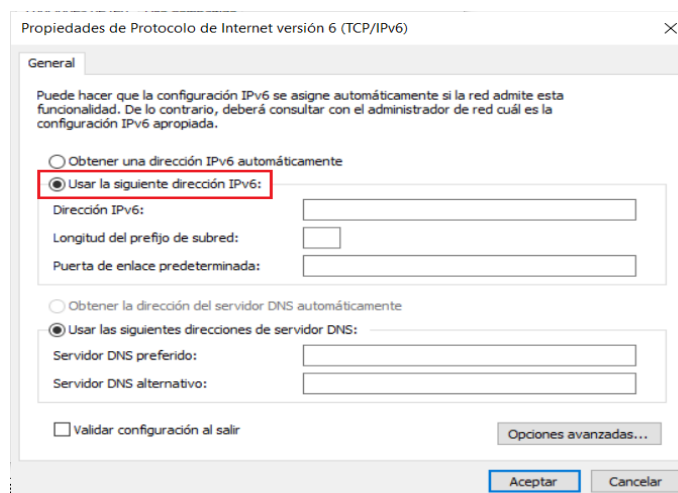 Propiedades de Protocolo de Internet versión 6 (TCP/IPv6)
General
Puede hacer que la configuración IPv6 se asigne automáticamente si la red admite esta
funcionalidad. De lo contrario, deberá consultar con el administrador de red cuál es la
configuración IPv6 apropiada.
Obtener una dirección IPv6 automáticamente
Usar la siguiente dirección IPv6:
Dirección IPv6:
Longitud del prefijo de subred:
Puerta de enlace predeterminada:
Obtener la dirección del servidor DNS automáticamente
Usar las siguientes direcciones de servidor DNS:
Servidor DNS preferido:
Servidor DNS alternativo:
Validar configuración al salir
Opciones avanzadas...
Aceptar Cancelar